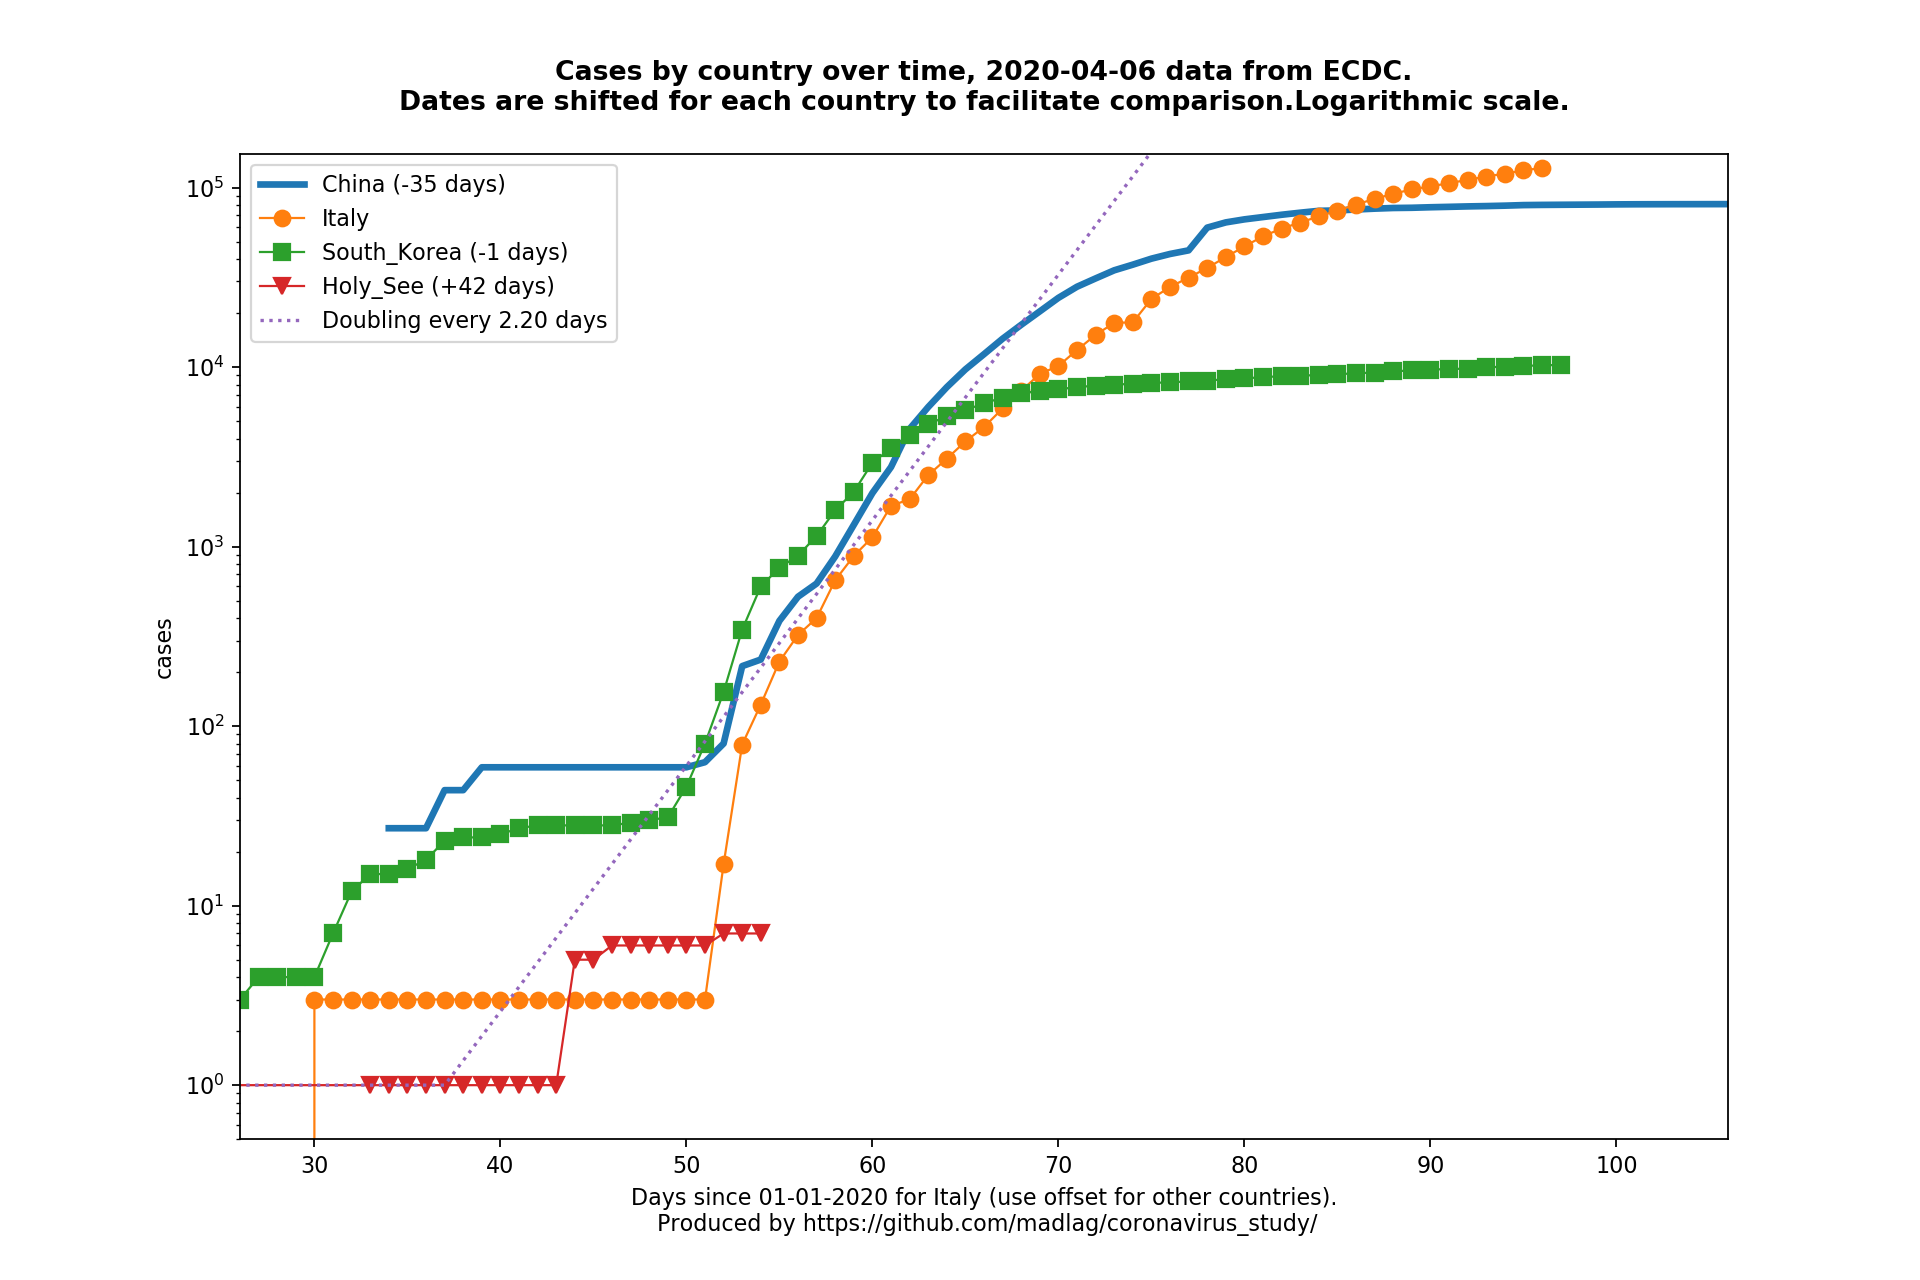 Cases by country over time, 2020-04-06 data from ECDC.
Dates are shifted for each country to facilitate comparison.Logarithmic scale.
China (-35 days)
Italy
South_Korea (-1 days)
Holy_See (+42 days)
Doubling every 2.20 days
10⁵
10⁴
10³
10²
10¹
10⁰
cases
30 40 50 60 70 80 90 100
Days since 01-01-2020 for Italy (use offset for other countries).
Produced by https://github.com/madlag/coronavirus_study/